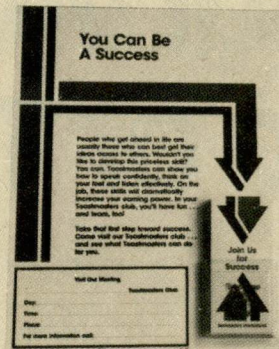 You Can Be
A Success
People who get ahead in life are
usually those who can best get their
ideas across to others. Wouldn't you
like to develop this priceless skill?
You can. Toastmasters can show you
how to speak confidently, think on
your feet and listen effectively. On the
job, these skills will dramatically
increase your earning power. In your
Toastmasters club, you'll have fun . . .
and learn, too!
Take that first step toward success.
Come visit our Toastmasters club . . .
and see what Toastmasters can do
for you.
Join Us
for
Success
Visit Our Meeting
Toastmasters Club
Day:
Time:
Place:
For more information call: